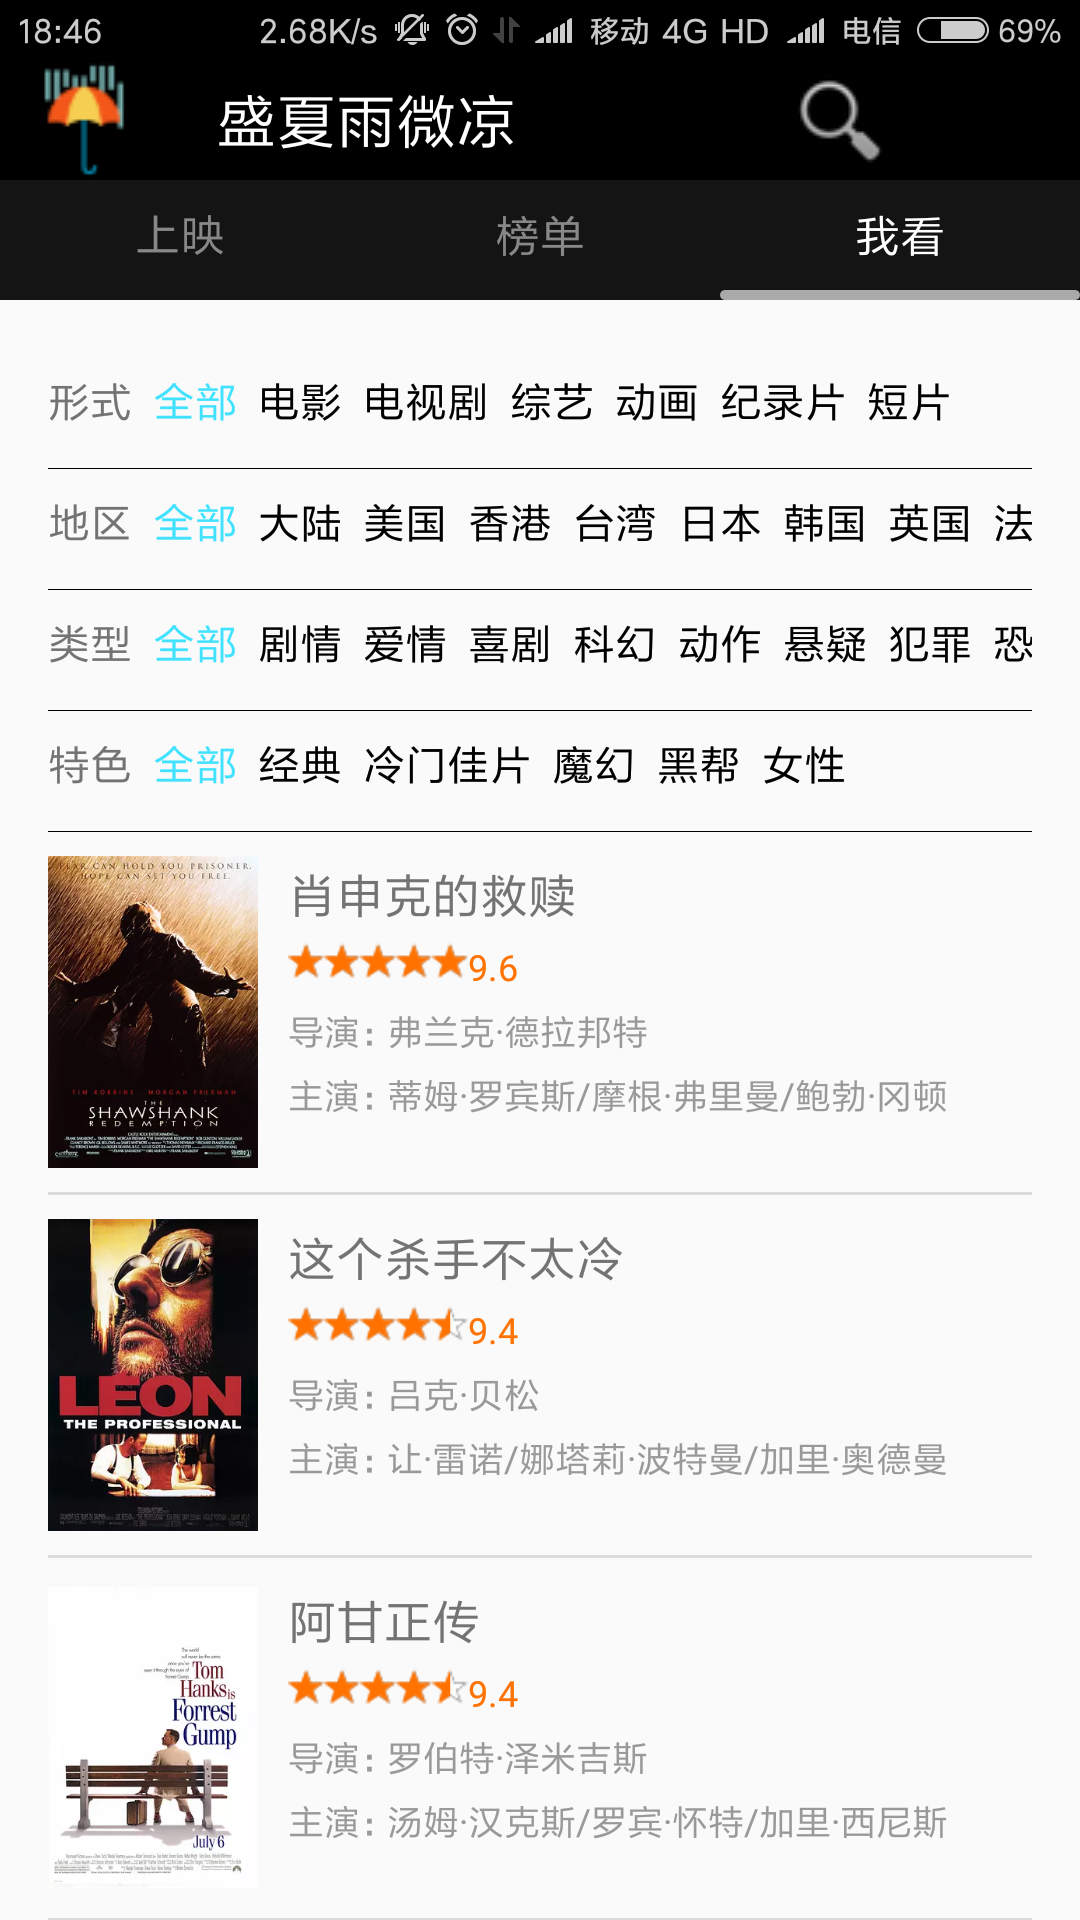 18:46 2.68K/s 移动 4G HD 电信 69%
盛夏雨微凉
上映 榜单 我看
形式 全部 电影 电视剧 综艺 动画 纪录片 短片
地区 全部 大陆 美国 香港 台湾 日本 韩国 英国 法
类型 全部 剧情 爱情 喜剧 科幻 动作 悬疑 犯罪 恐
特色 全部 经典 冷门佳片 魔幻 黑帮 女性
FEAR CAN HOLD YOU PRISONER.
HOPE CAN SET YOU FREE.
TIM ROBBINS MORGAN FREEMAN
THE
SHAWSHANK
REDEMPTION
肖申克的救赎
9.6
导演: 弗兰克·德拉邦特
主演: 蒂姆·罗宾斯/摩根·弗里曼/鲍勃·冈顿
LEON
THE PROFESSIONAL
这个杀手不太冷
9.4
导演: 吕克·贝松
主演: 让·雷诺/娜塔莉·波特曼/加里·奥德曼
Tom
Hanks is
Forrest
Gump
July 6
阿甘正传
9.4
导演: 罗伯特·泽米吉斯
主演: 汤姆·汉克斯/罗宾·怀特/加里·西尼斯